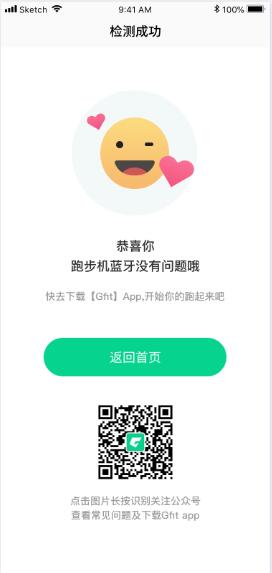 Sketch 9:41 AM 100%
检测成功
恭喜你
跑步机蓝牙没有问题哦
快去下载【Gfit】App,开始你的跑起来吧
返回首页
点击图片长按识别关注公众号
查看常见问题及下载Gfit app